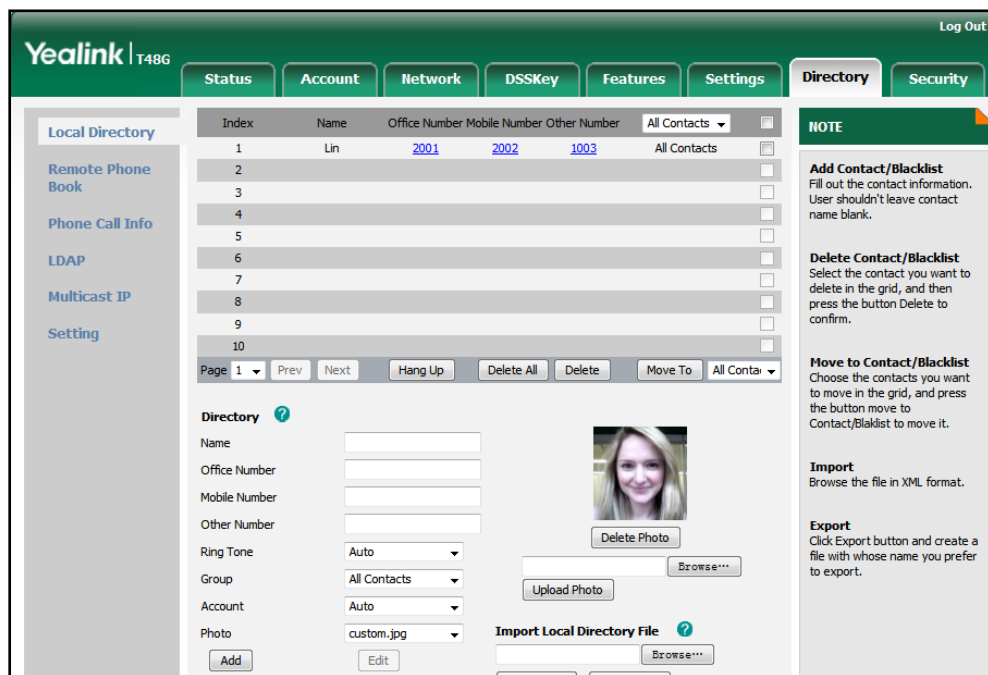 Log Out
Yealink | T48G
Status Account Network DSSKey Features Settings Directory Security
Local Directory
Remote Phone
Book
Phone Call Info
LDAP
Multicast IP
Setting
Index Name Office Number Mobile Number Other Number All Contacts
1 Lin 2001 2002 1003 All Contacts
2
3
4
5
6
7
8
9
10
Page 1 Prev Next Hang Up Delete All Delete Move To All Contac
Directory ?
Name
Office Number
Mobile Number
Other Number
Ring Tone Auto
Group All Contacts
Account Auto
Photo custom.jpg
Add Edit
Delete Photo
Browse...
Upload Photo
Import Local Directory File ?
Browse...
NOTE
Add Contact/Blacklist
Fill out the contact information.
User shouldn't leave contact
name blank.
Delete Contact/Blacklist
Select the contact you want to
delete in the grid, and then
press the button Delete to
confirm.
Move to Contact/Blacklist
Choose the contacts you want
to move in the grid, and press
the button move to
Contact/Blaklist to move it.
Import
Browse the file in XML format.
Export
Click Export button and create a
file with whose name you prefer
to export.